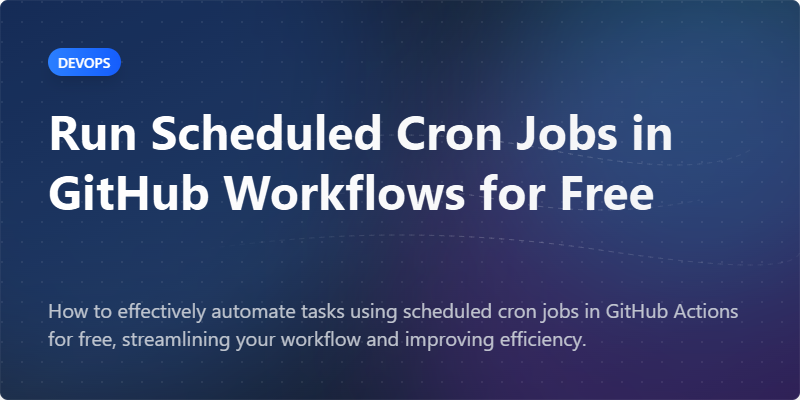 DEVOPS
Run Scheduled Cron Jobs in
GitHub Workflows for Free
How to effectively automate tasks using scheduled cron jobs in GitHub Actions
for free, streamlining your workflow and improving efficiency.